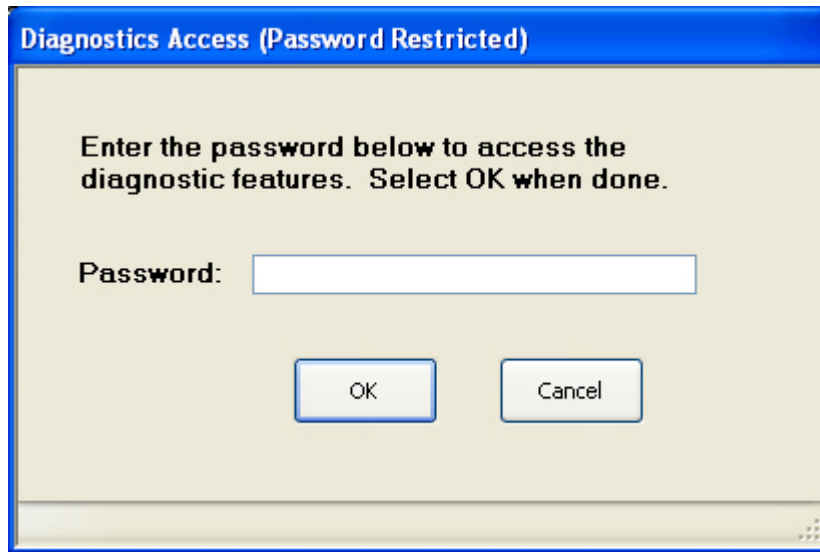 Diagnostics Access (Password Restricted)
Enter the password below to access the
diagnostic features.  Select OK when done.
Password:
OK
Cancel